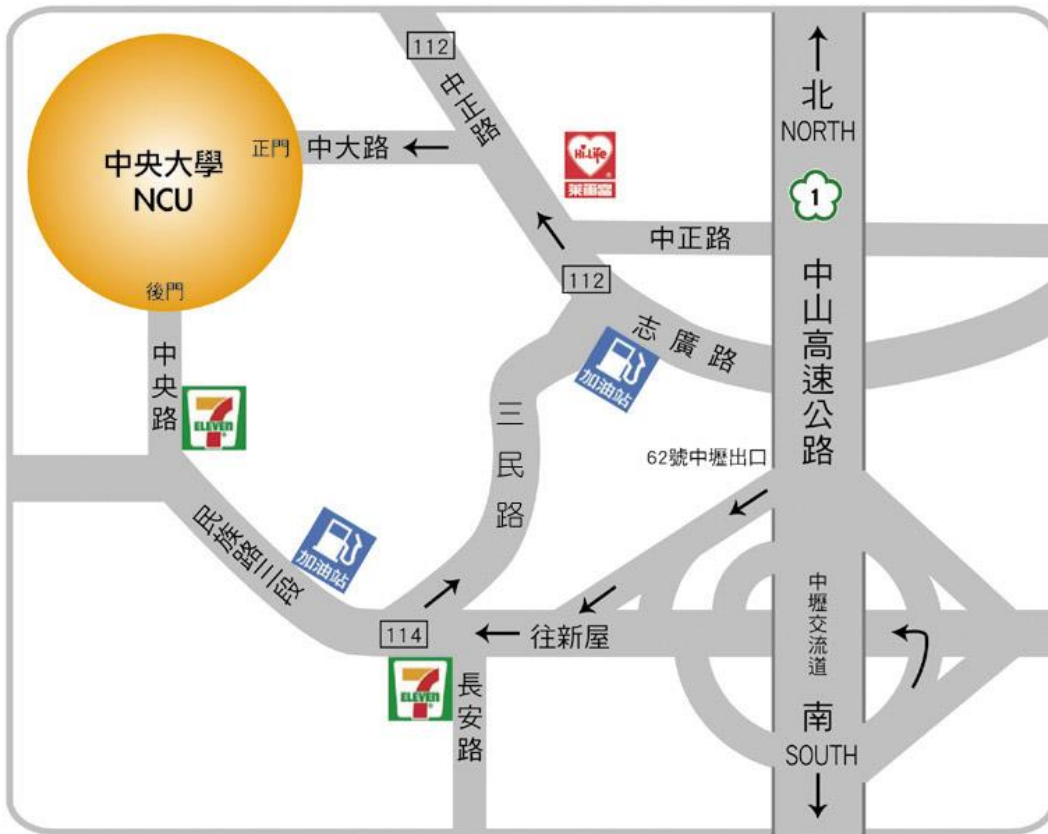 112
北
NORTH
中正路
中央大學
NCU
正門
中大路
Hi-Life
萊爾富
1
中正路
112
後門
志廣路
中山高速公路
加油站
中央路
7
ELEVEN
三民路
62號中壢出口
民族路三段
加油站
中壢交流道
114
往新屋
7
ELEVEN
長安路
南
SOUTH